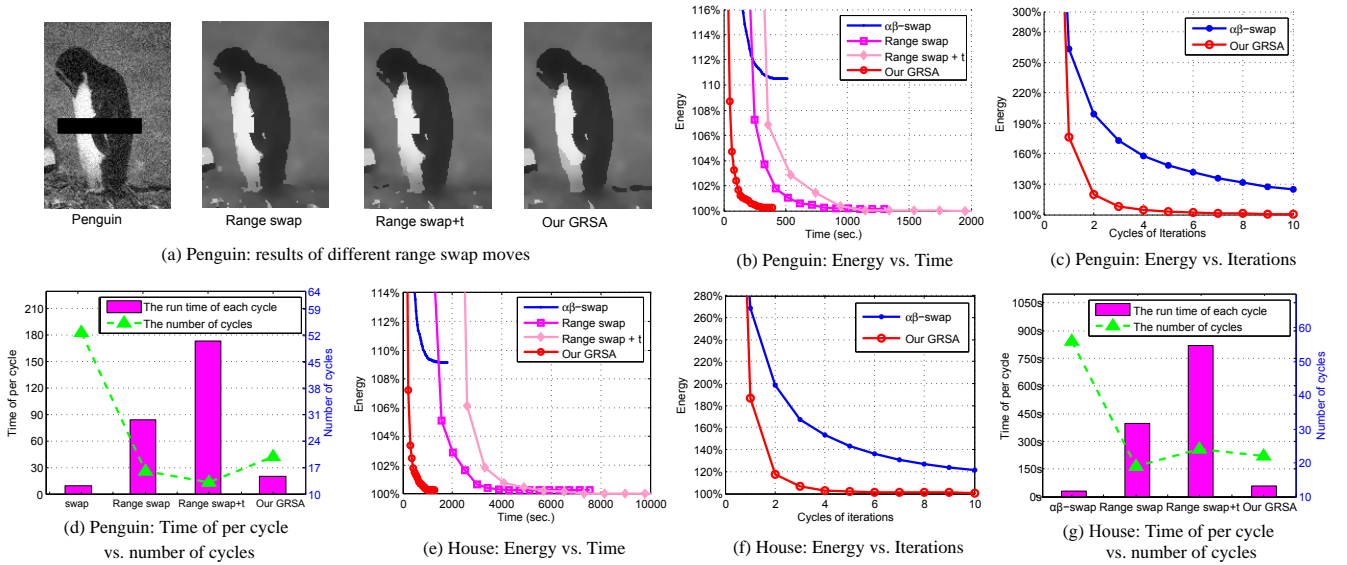 Penguin
Range swap
Range swap+t
Our GRSA
(a) Penguin: results of different range swap moves
116%
114%
112%
110
108%
106%
104%
102%
100%
Energy
0
500
1000
1500
2000
Time (sec.)
αβ−swap
Range swap
Range swap + t
Our GRSA
(b) Penguin: Energy vs. Time
300%
280%
250%
220%
190%
160%
130%
100%
Energy
0
2
4
6
8
10
Cycles of Iterations
αβ−swap
Our GRSA
(c) Penguin: Energy vs. Iterations
210
180
150
120
90
60
30
0
Time of per cycle
64
59
52
45
38
31
24
17
10
Number of cycles
The run time of each cycle
The number of cycles
swap
Range swap
Range swap+t
Our GRSA
(d) Penguin: Time of per cycle
vs. number of cycles
114%
112%
110%
108%
106%
104%
102%
100%
Energy
0
2000
4000
6000
8000
10000
Time (sec.)
αβ−swap
Range swap
Range swap + t
Our GRSA
(e) House: Energy vs. Time
280%
260%
240%
220%
200%
180%
160%
140%
120%
100%
Energy
0
2
4
6
8
10
Cycles of iterations
αβ−swap
Our GRSA
(f) House: Energy vs. Iterations
1050s
900s
750s
600s
450s
300s
150s
0s
Time of per cycle
60
50
40
30
20
10
Number of cycles
The run time of each cycle
The number of cycles
αβ−swap
Range swap
Range swap+t
Our GRSA
(g) House: Time of per cycle
vs. number of cycles